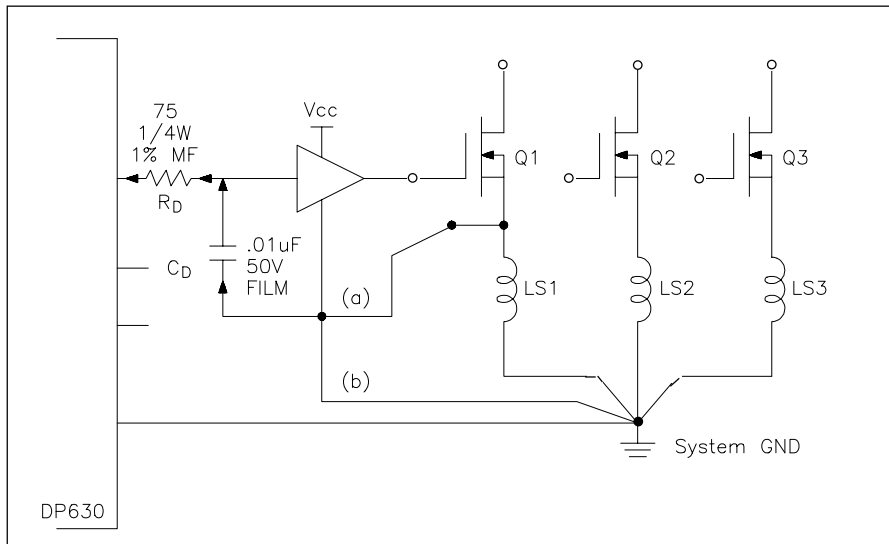 75
1/4W
1% MF
RD
Vcc
Q1
Q2
Q3
CD
.01uF
50V
FILM
(a)
LS1
LS2
LS3
(b)
System GND
DP630